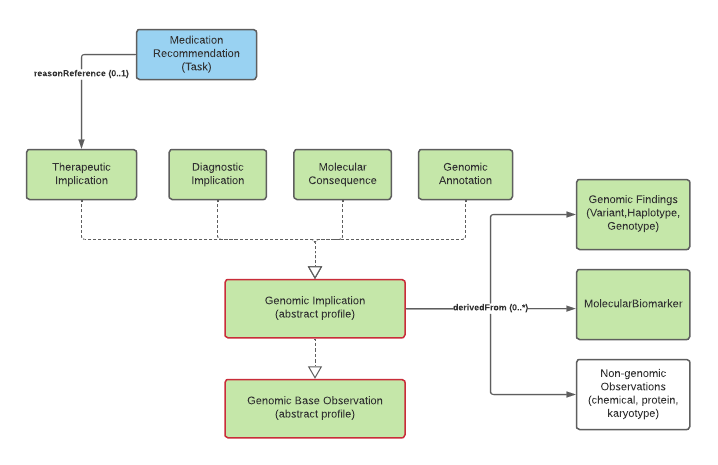 Medication
Recommendation
(Task)
reasonReference (0..1)
Therapeutic
Implication
Diagnostic
Implication
Molecular
Consequence
Genomic
Annotation
Genomic Findings
(Variant,Haplotype,
Genotype)
Genomic Implication
(abstract profile)
derivedFrom (0..*)
MolecularBiomarker
Non-genomic
Observations
(chemical, protein,
karyotype)
Genomic Base Observation
(abstract profile)